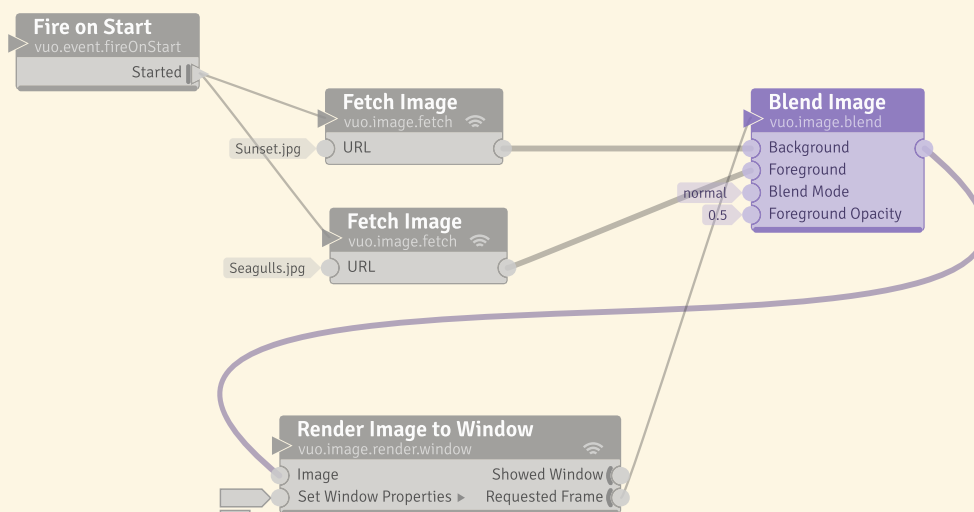 Fire on Start
vuo.event.fireOnStart
Started
Fetch Image
vuo.image.fetch
Sunset.jpg
URL
Fetch Image
vuo.image.fetch
Seagulls.jpg
URL
Blend Image
vuo.image.blend
Background
Foreground
normal
Blend Mode
0.5
Foreground Opacity
Render Image to Window
vuo.image.render.window
Image
Showed Window
Set Window Properties
Requested Frame